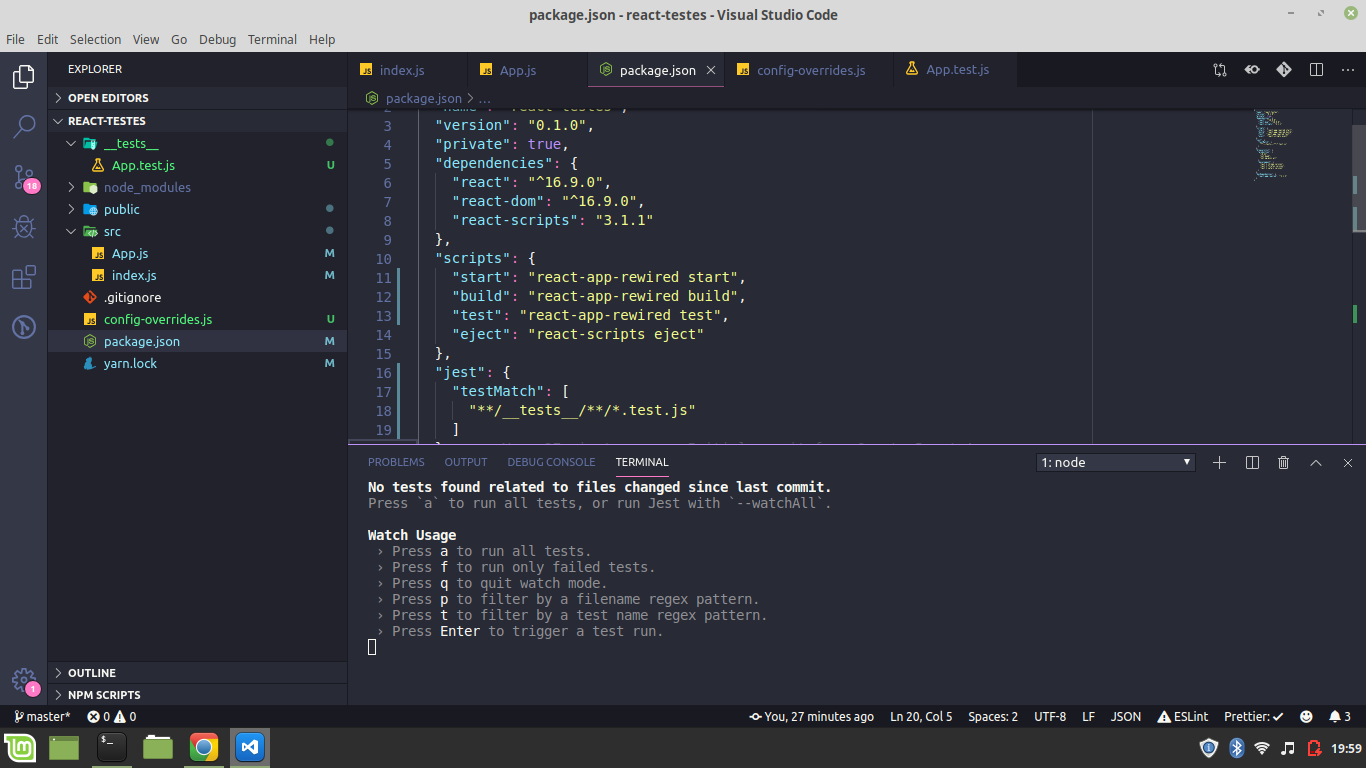 package.json - react-testes - Visual Studio Code
File Edit Selection View Go Debug Terminal Help
EXPLORER
OPEN EDITORS
REACT-TESTES
__tests__
App.test.js U
node_modules
public
src
App.js M
index.js M
.gitignore
config-overrides.js U
package.json M
yarn.lock M
OUTLINE
NPM SCRIPTS
18
1
index.js App.js package.json config-overrides.js App.test.js
package.json > ...
3 "version": "0.1.0",
4 "private": true,
5 "dependencies": {
6 "react": "^16.9.0",
7 "react-dom": "^16.9.0",
8 "react-scripts": "3.1.1"
9 },
10 "scripts": {
11 "start": "react-app-rewired start",
12 "build": "react-app-rewired build",
13 "test": "react-app-rewired test",
14 "eject": "react-scripts eject"
15 },
16 "jest": {
17 "testMatch": [
18 "**/__tests__/**/*.test.js"
19 ]
PROBLEMS OUTPUT DEBUG CONSOLE TERMINAL 1: node
No tests found related to files changed since last commit.
Press `a` to run all tests, or run Jest with `--watchAll`.
Watch Usage
› Press a to run all tests.
› Press f to run only failed tests.
› Press q to quit watch mode.
› Press p to filter by a filename regex pattern.
› Press t to filter by a test name regex pattern.
› Press Enter to trigger a test run.
master* 0 0 You, 27 minutes ago Ln 20, Col 5 Spaces: 2 UTF-8 LF JSON ESLint Prettier: ✓ 3
19:59